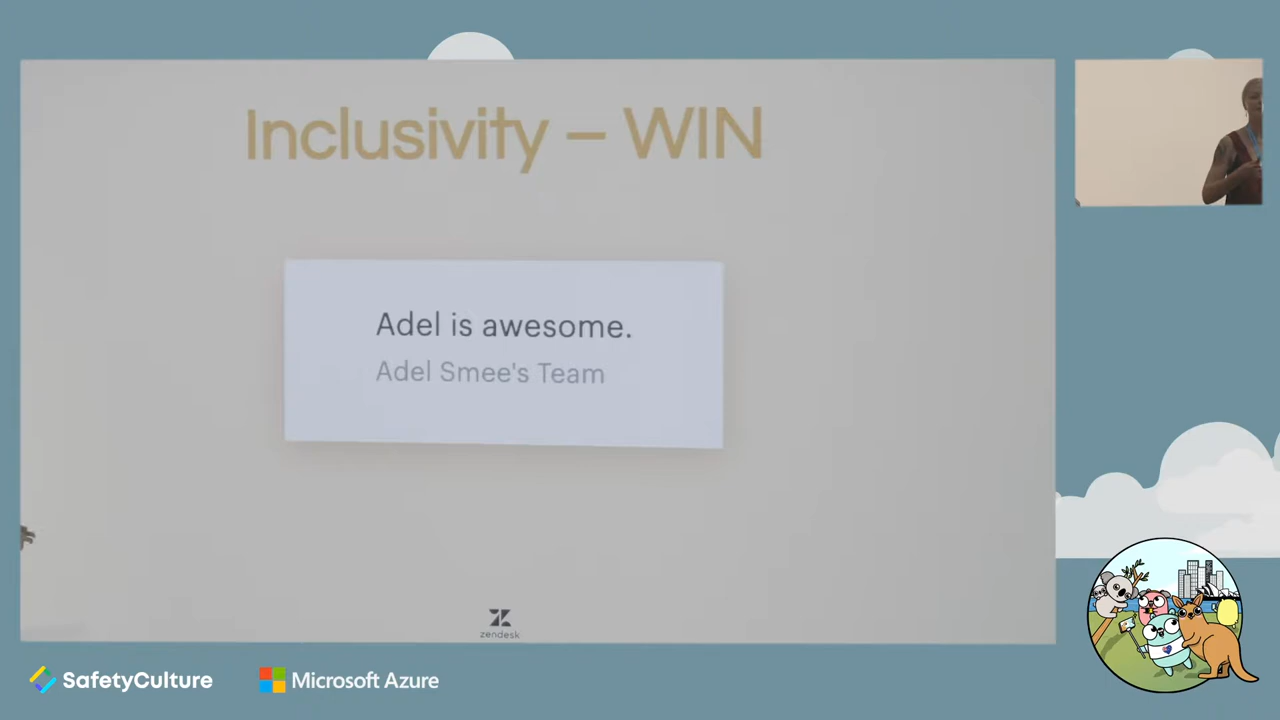 Inclusivity – WIN
Adel is awesome.
Adel Smee's Team
zendesk
SafetyCulture
Microsoft Azure